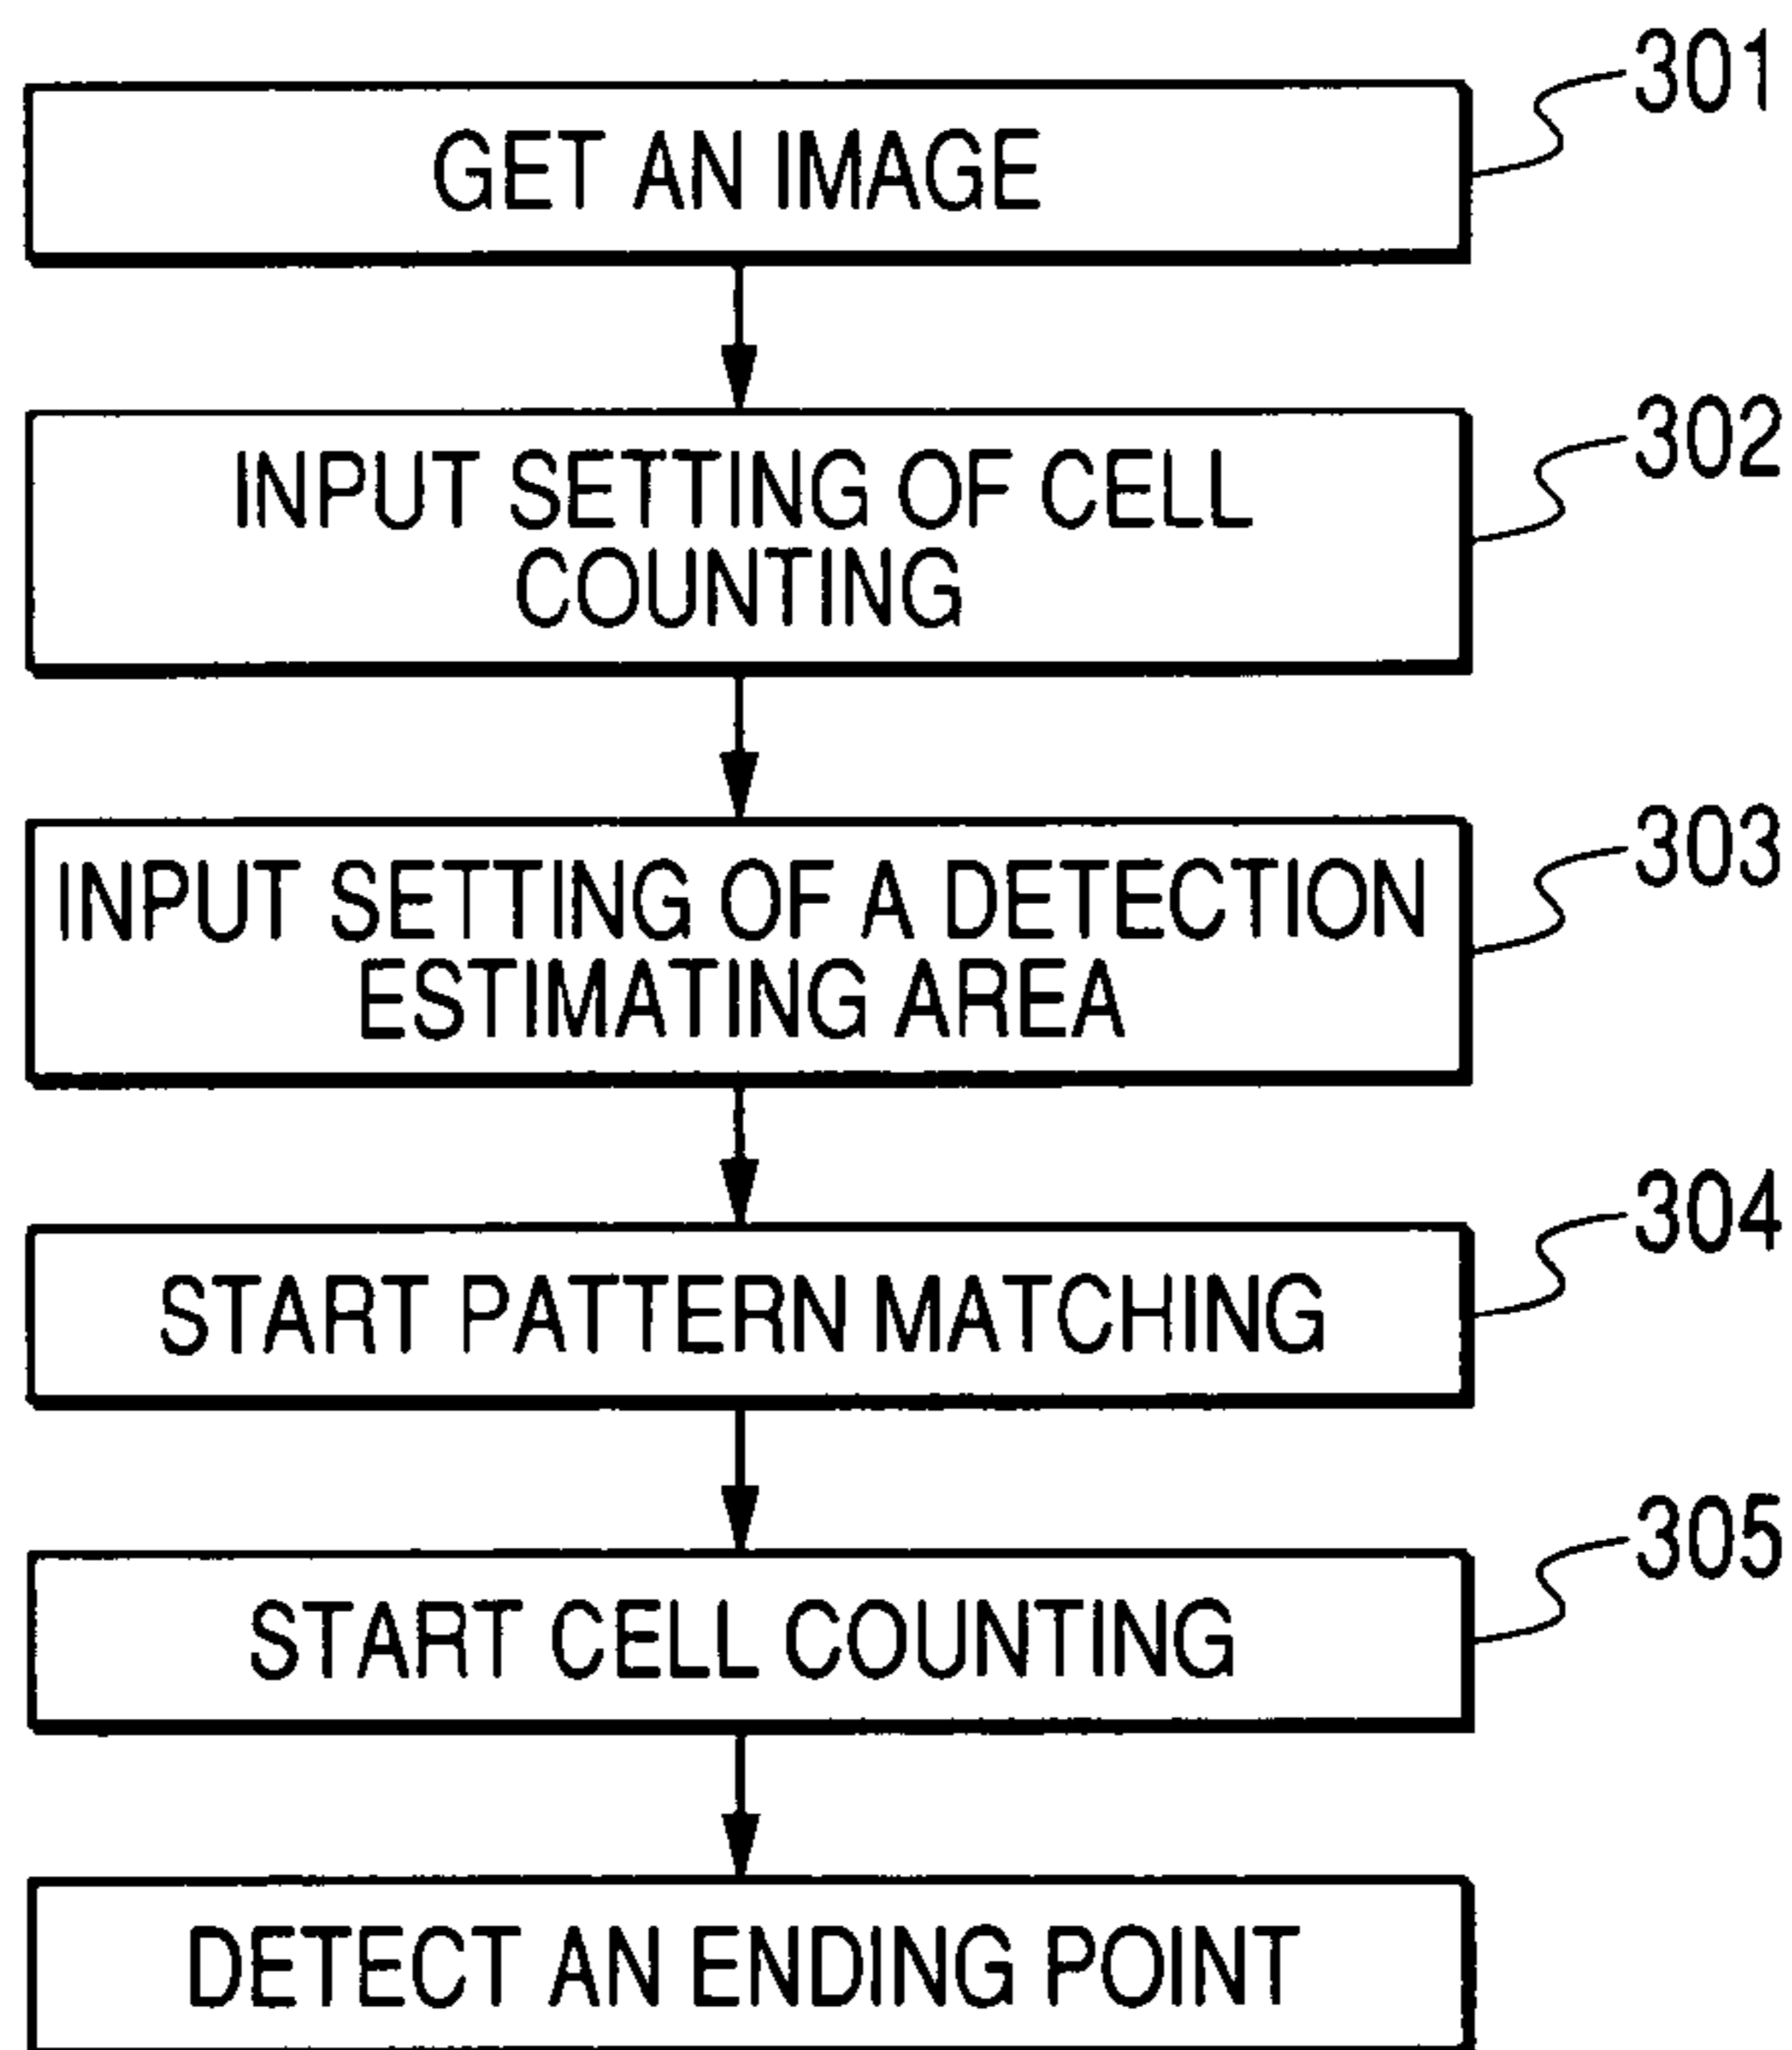 301
GET AN IMAGE
302
INPUT SETTING OF CELL
COUNTING
303
INPUT SETTING OF A DETECTION
ESTIMATING AREA
304
START PATTERN MATCHING
305
START CELL COUNTING
DETECT AN ENDING POINT